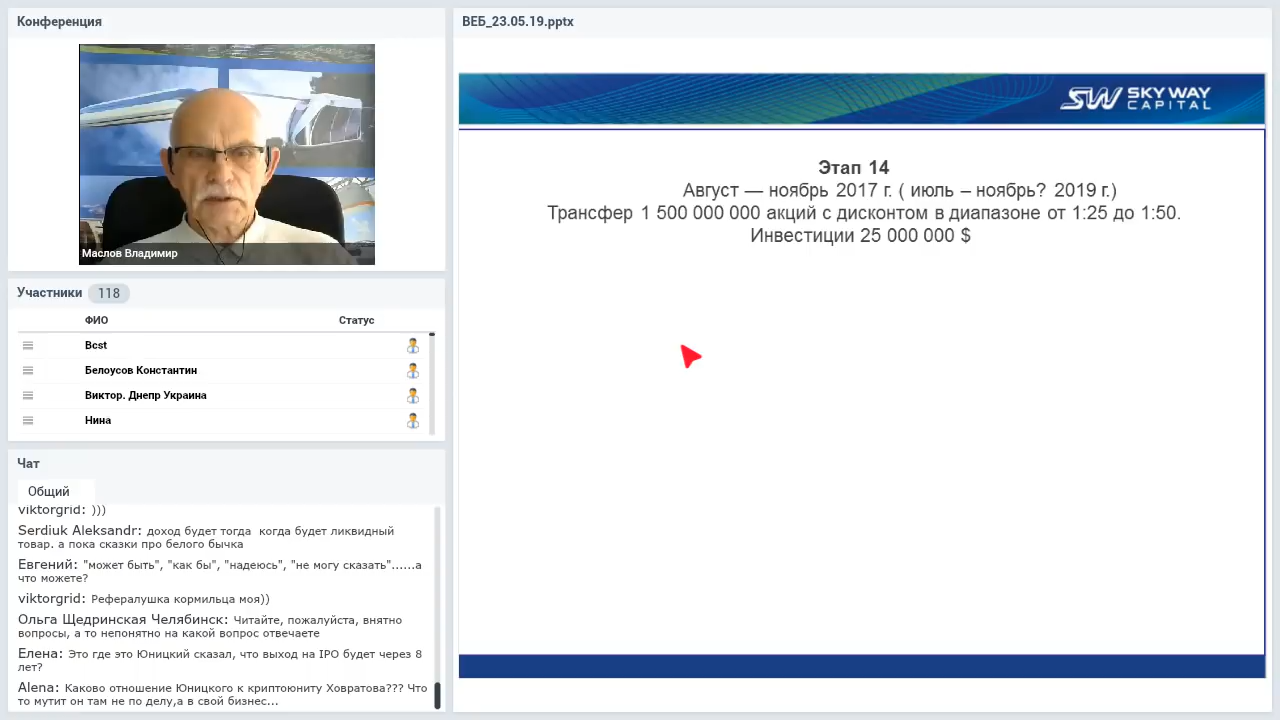 Конференция
Маслов Владимир
Участники 118
ФИО Статус
Bcst
Белоусов Константин
Виктор. Днепр Украина
Нина
Чат
Общий
viktorgrid: )))
Serdiuk Aleksandr: доход будет тогда когда будет ликвидный
товар. а пока сказки про белого бычка
Евгений: "может быть", "как бы", "надеюсь", "не могу сказать"......а
что можете?
viktorgrid: Рефералушка кормильца моя))
Ольга Щедринская Челябинск: Читайте, пожалуйста, внятно
вопросы, а то непонятно на какой вопрос отвечаете
Елена: Это где это Юницкий сказал, что выход на IPO будет через 8
лет?
Alena: Каково отношение Юницкого к криптоюниту Ховратова??? Что
то мутит он там не по делу,а в свой бизнес...
ВЕБ_23.05.19.pptx
SW SKY WAY
CAPITAL
Этап 14
Август — ноябрь 2017 г. ( июль – ноябрь? 2019 г.)
Трансфер 1 500 000 000 акций с дисконтом в диапазоне от 1:25 до 1:50.
Инвестиции 25 000 000 $